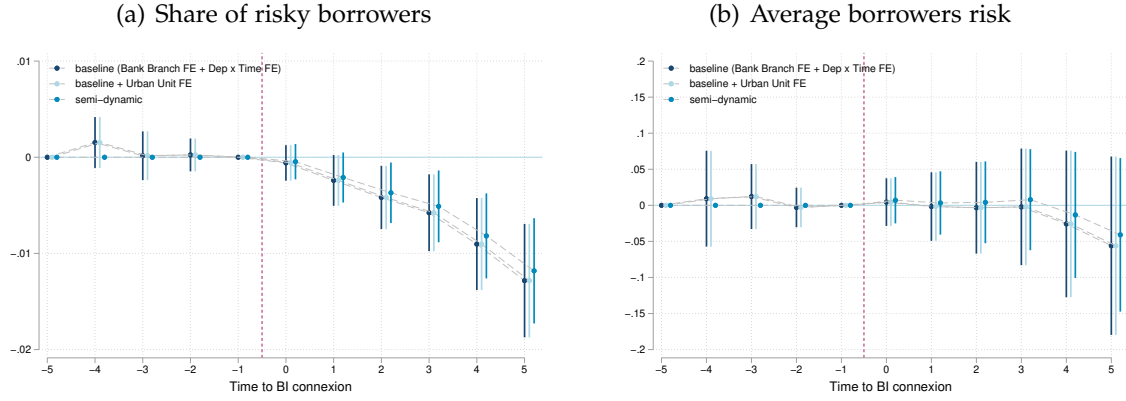 (a) Share of risky borrowers
.01
0
−.01
−.02
baseline (Bank Branch FE + Dep x Time FE)
baseline + Urban Unit FE
semi-dynamic
−5 −4 −3 −2 −1 0 1 2 3 4 5
Time to BI connexion
(b) Average borrowers risk
.2
.15
.1
.05
0
−.05
−.1
−.15
−.2
baseline (Bank Branch FE + Dep x Time FE)
baseline + Urban Unit FE
semi-dynamic
−5 −4 −3 −2 −1 0 1 2 3 4 5
Time to BI connexion